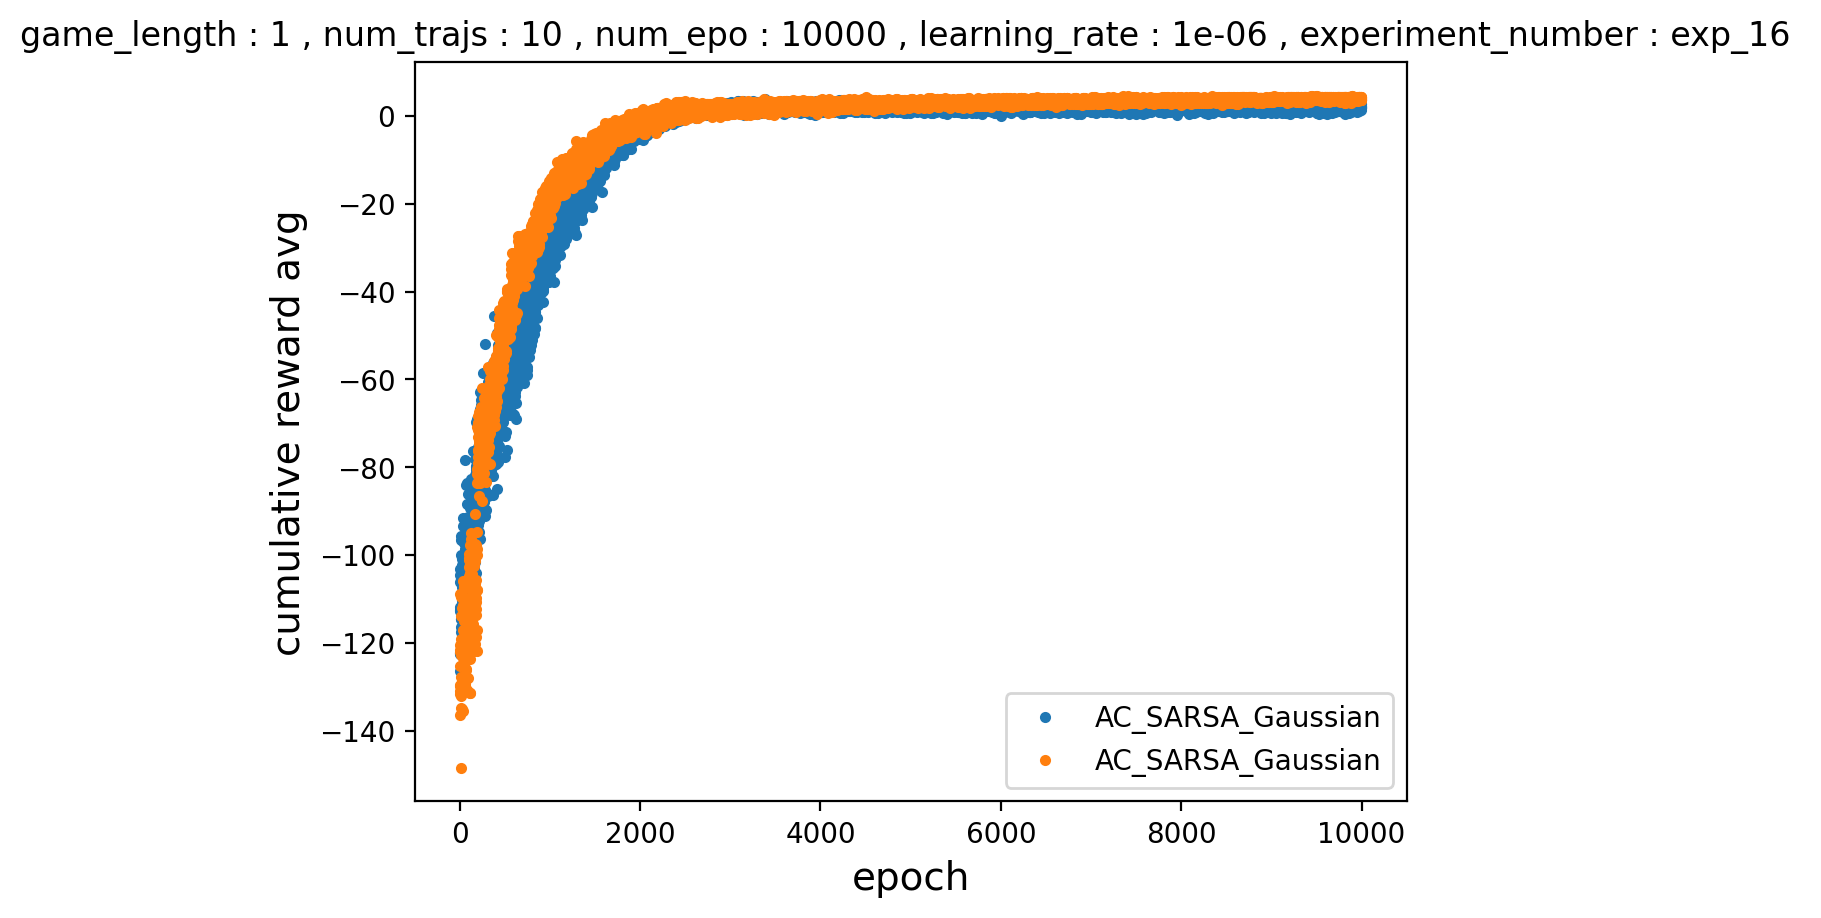 game_length : 1 , num_trajs : 10 , num_epo : 10000 , learning_rate : 1e-06 , experiment_number : exp_16
0
−20
−40
−60
−80
−100
−120
−140
cumulative reward avg
AC_SARSA_Gaussian
AC_SARSA_Gaussian
0 2000 4000 6000 8000 10000
epoch